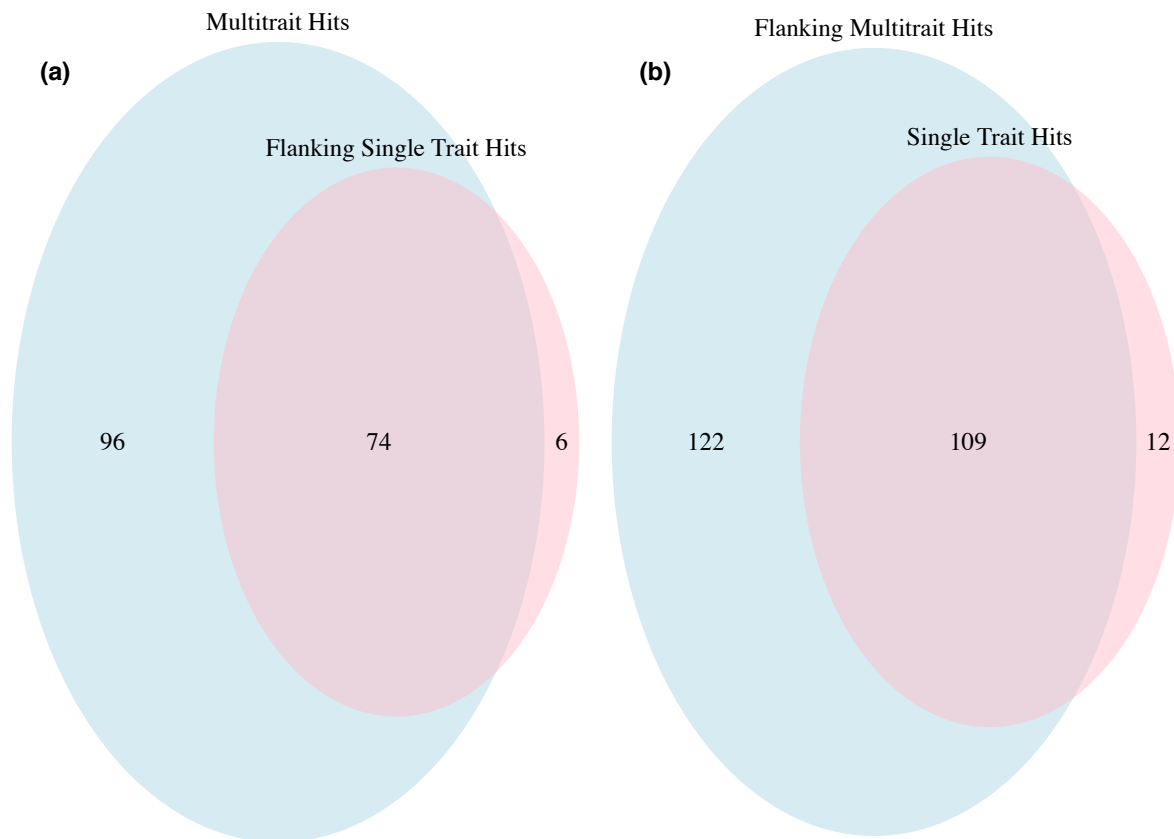 Multitrait Hits
(a)
Flanking Single Trait Hits
96
74
6
Flanking Multitrait Hits
(b)
Single Trait Hits
122
109
12